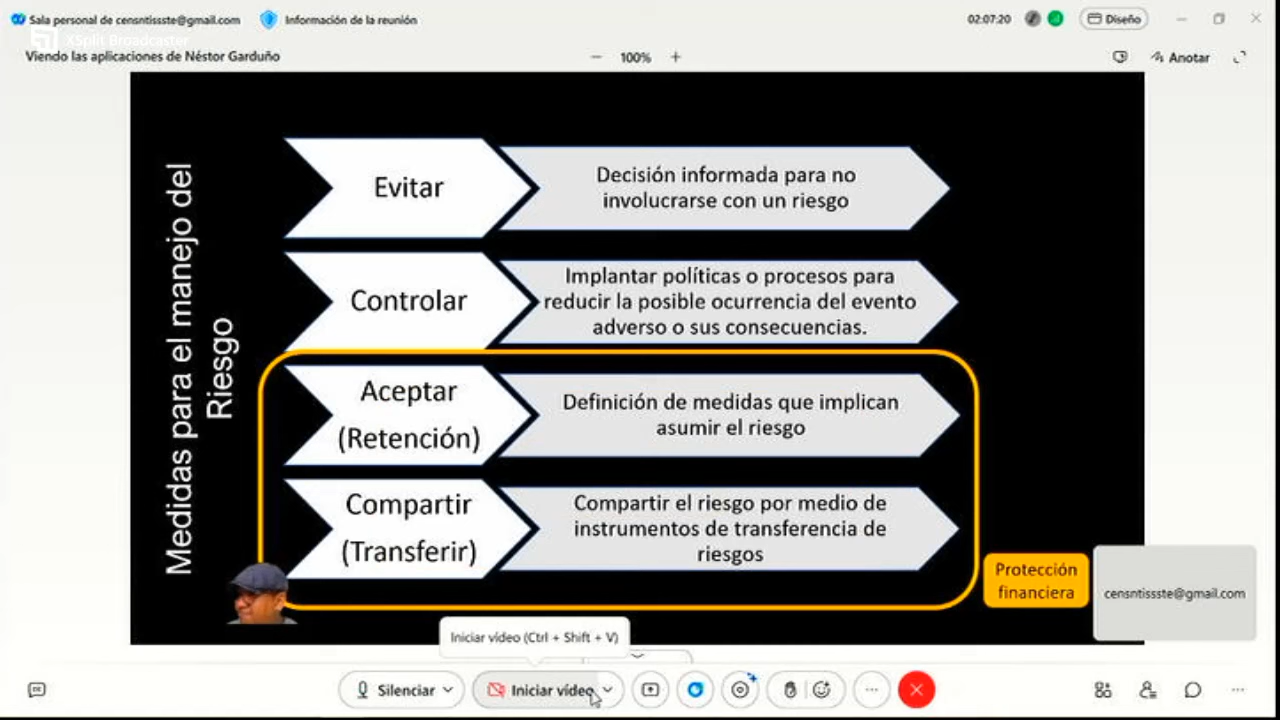 Sala personal de censntissste@gmail.com
Información de la reunión
02:07:20
Diseño
XSplit Broadcaster
Viendo las aplicaciones de Néstor Garduño
100%
Anotar
Medidas para el manejo del
Riesgo
Evitar
Decisión informada para no
involucrarse con un riesgo
Controlar
Implantar políticas o procesos para
reducir la posible ocurrencia del evento
adverso o sus consecuencias.
Aceptar
(Retención)
Definición de medidas que implican
asumir el riesgo
Compartir
(Transferir)
Compartir el riesgo por medio de
instrumentos de transferencia de
riesgos
Protección
financiera
censntissste@gmail.com
Iniciar vídeo (Ctrl + Shift + V)
Silenciar
Iniciar vídeo